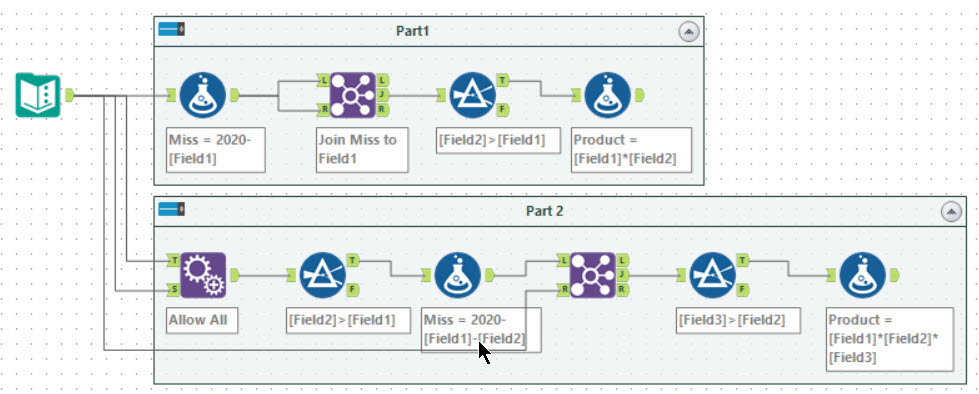 Part1
L
L
J
R
R
T
F
Miss = 2020-
[Field1]
Join Miss to
Field1
[Field2]>[Field1]
Product =
[Field1]*[Field2]
Part 2
T
S
T
F
L
R
L
J
R
T
F
Allow All
[Field2]>[Field1]
Miss = 2020-
[Field1]-[Field2]
[Field3]>[Field2]
Product =
[Field1]*[Field2]*
[Field3]